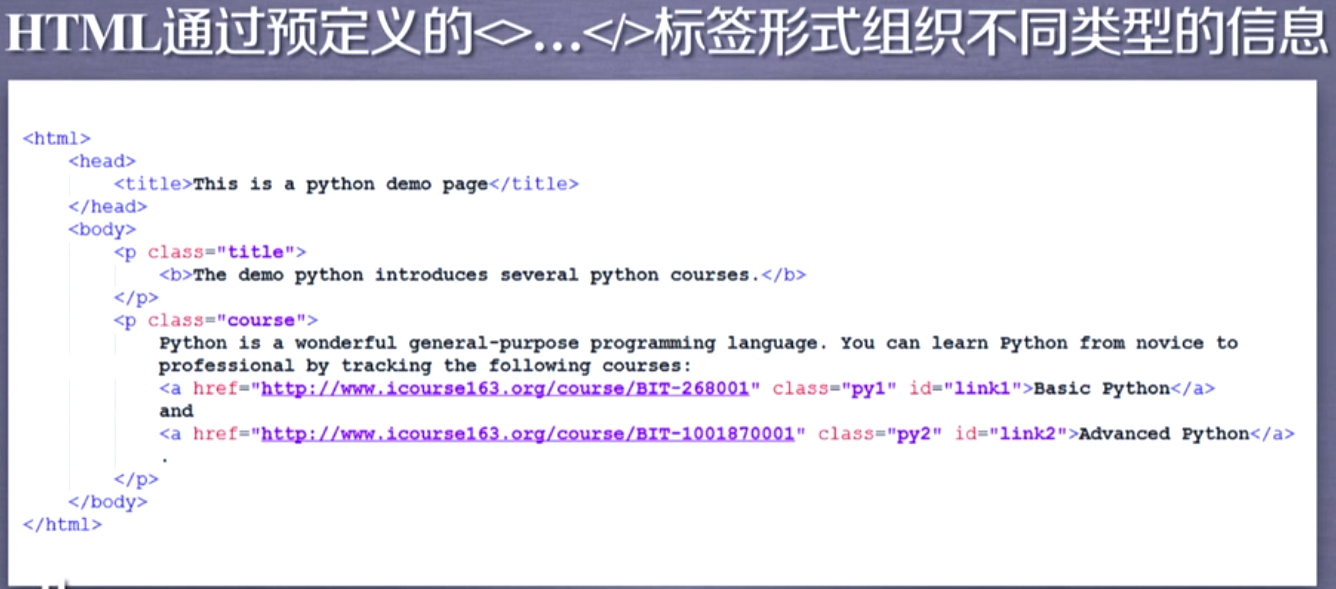 HTML通过预定义的<>…</>标签形式组织不同类型的信息
<html>
<head>
<title>This is a python demo page</title>
</head>
<body>
<p class="title">
<b>The demo python introduces several python courses.</b>
</p>
<p class="course">
Python is a wonderful general-purpose programming language. You can learn Python from novice to
professional by tracking the following courses:
<a href="http://www.icourse163.org/course/BIT-268001" class="py1" id="link1">Basic Python</a>
and
<a href="http://www.icourse163.org/course/BIT-1001870001" class="py2" id="link2">Advanced Python</a>
.
</p>
</body>
</html>